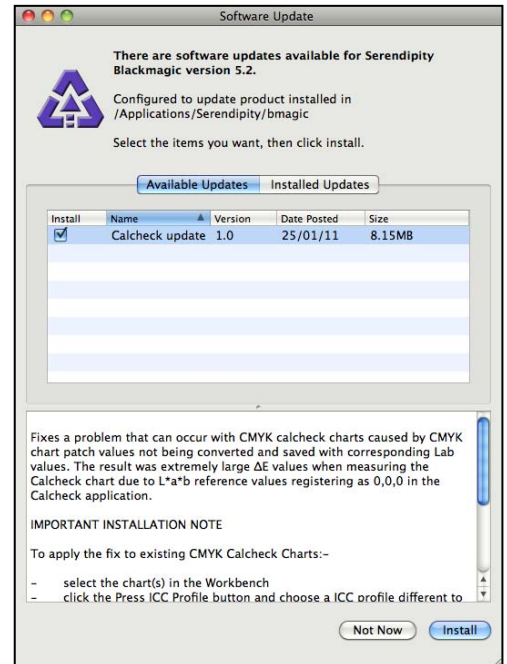 Software Update
There are software updates available for Serendipity
Blackmagic version 5.2.
Configured to update product installed in
/Applications/Serendipity/bmagic
Select the items you want, then click install.
Available Updates Installed Updates
Install Name Version Date Posted Size
Calcheck update 1.0 25/01/11 8.15MB
Fixes a problem that can occur with CMYK calcheck charts caused by CMYK
chart patch values not being converted and saved with corresponding Lab
values. The result was extremely large ΔE values when measuring the
Calcheck chart due to L*a*b reference values registering as 0,0,0 in the
Calcheck application.
IMPORTANT INSTALLATION NOTE
To apply the fix to existing CMYK Calcheck Charts:-
- select the chart(s) in the Workbench
- click the Press ICC Profile button and choose a ICC profile different to
Not Now Install